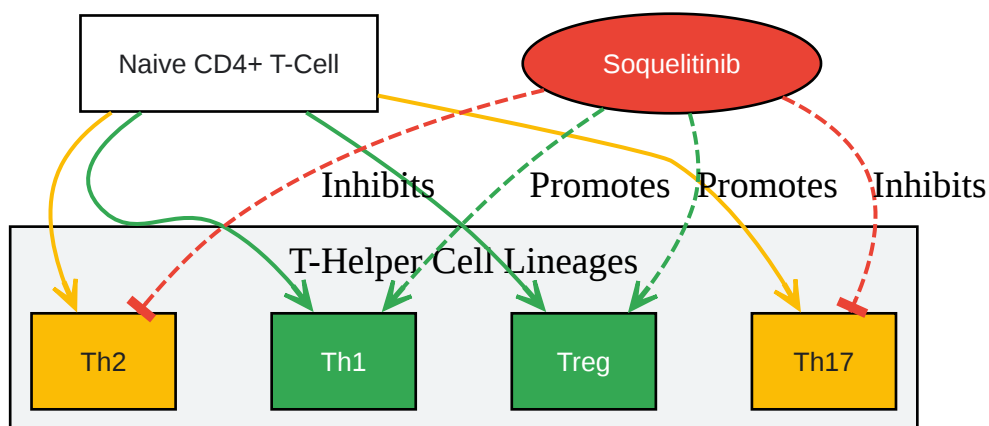 Naive CD4+ T-Cell
Soquelitinib
Inhibits
Promotes
Promotes
Inhibits
T-Helper Cell Lineages
Th2
Th1
Treg
Th17